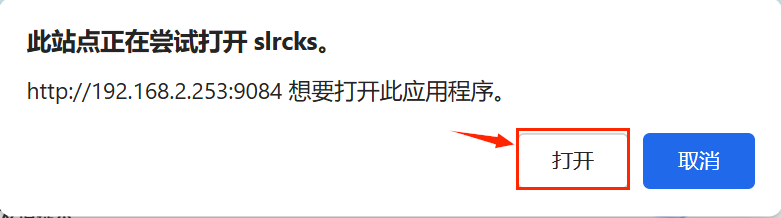 此站点正在尝试打开 slrcks。
http://192.168.2.253:9084 想要打开此应用程序。
打开 取消